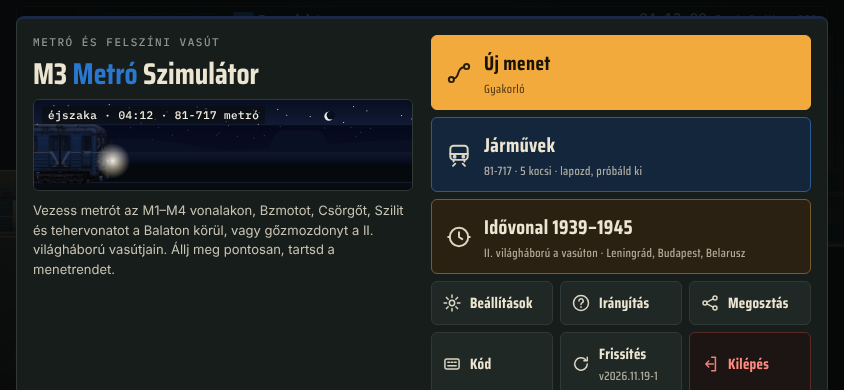 METRÓ ÉS FELSZÍNI VASÚT
M3 Metró Szimulátor
éjszaka · 04:12 · 81-717 metró
Vezess metrót az M1–M4 vonalakon, Bzmotot, Csörgőt, Szilit
és tehervonatot a Balaton körül, vagy gőzmozdonyt a II.
világháború vasútjain. Állj meg pontosan, tartsd a
menetrendet.
Új menet
Gyakorló
Járművek
81-717 · 5 kocsi · lapozd, próbáld ki
Idővonal 1939–1945
II. világháború a vasúton · Leningrád, Budapest, Belarusz
Beállítások
Irányítás
Megosztás
Kód
Frissítés
v2026.11.19-1
Kilépés